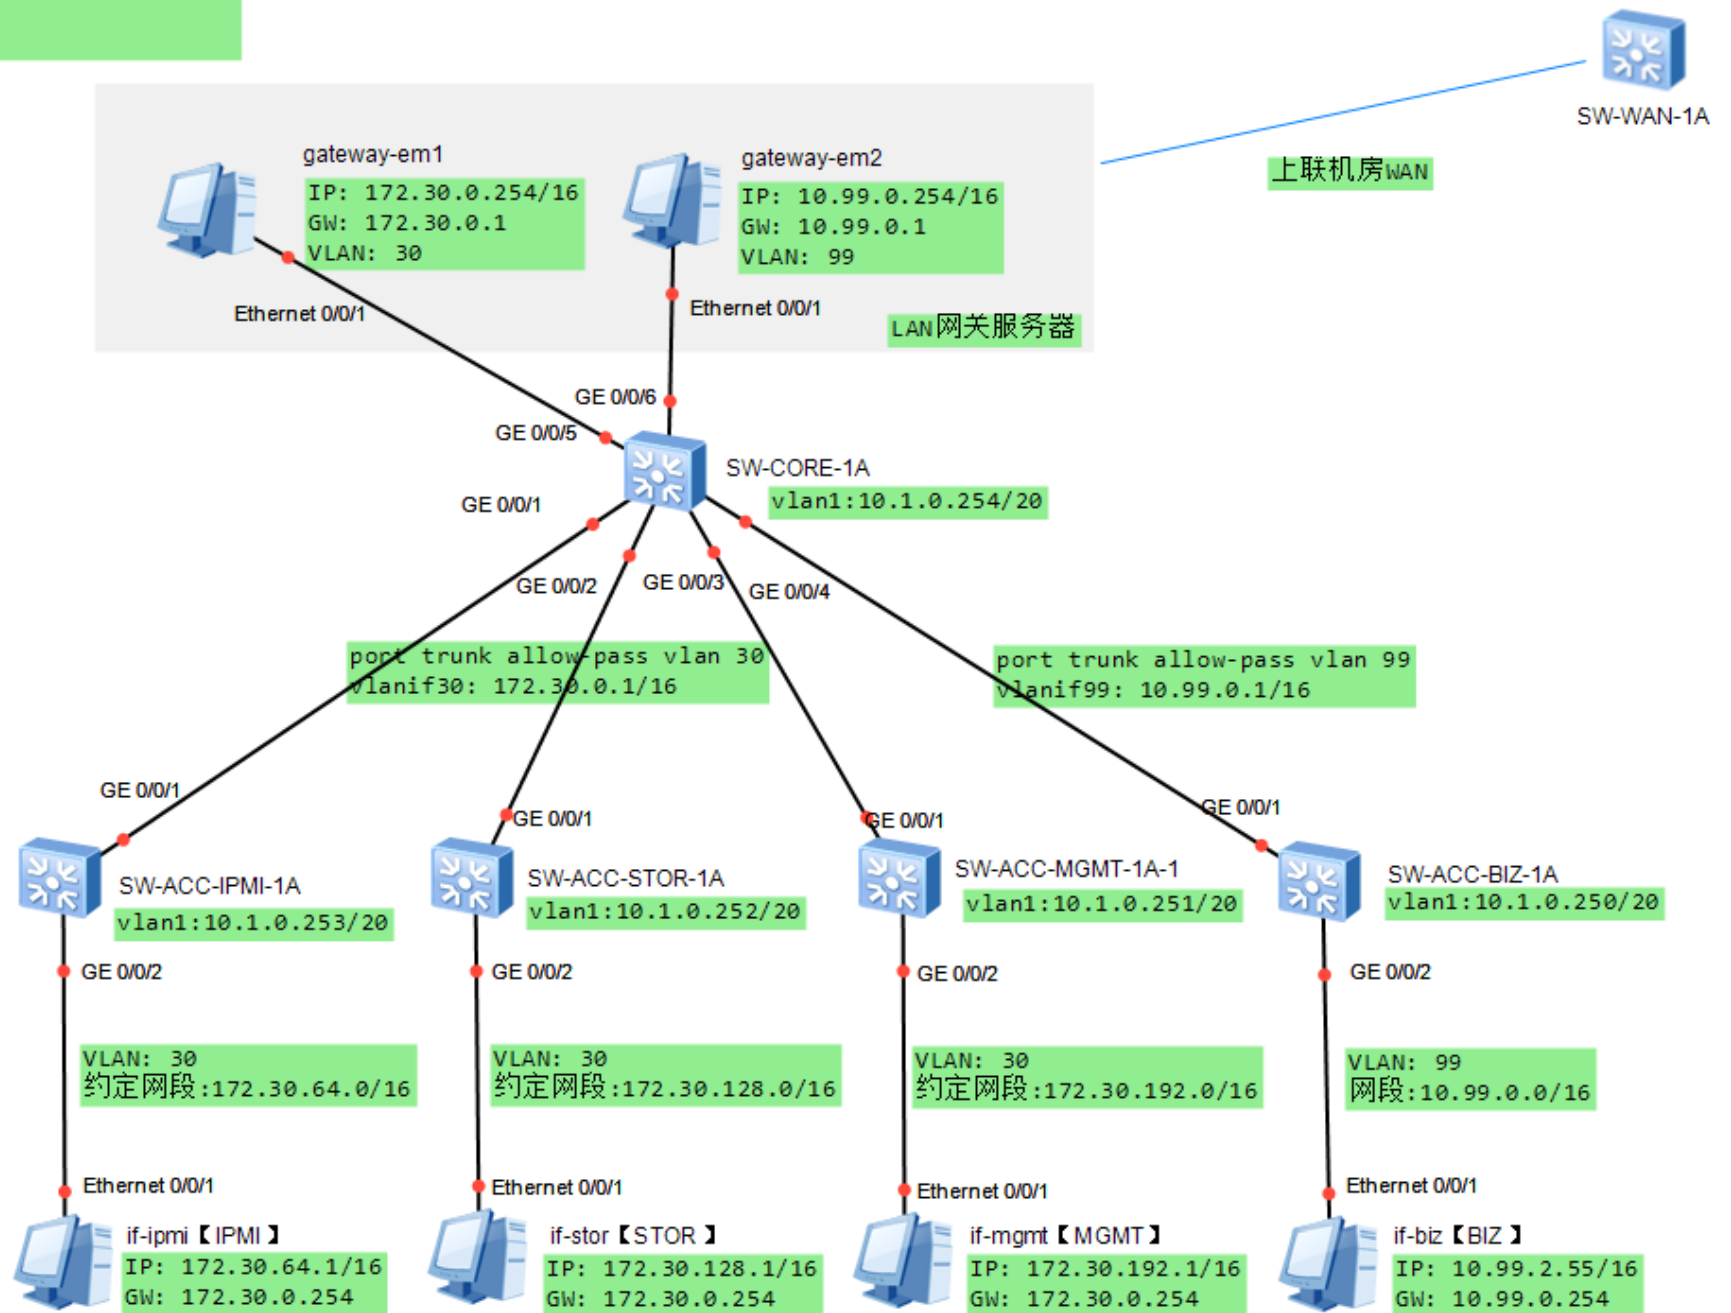 SW-WAN-1A
上联机房WAN
gateway-em1
IP: 172.30.0.254/16
GW: 172.30.0.1
VLAN: 30
Ethernet 0/0/1
gateway-em2
IP: 10.99.0.254/16
GW: 10.99.0.1
VLAN: 99
Ethernet 0/0/1
LAN网关服务器
GE 0/0/6
GE 0/0/5
SW-CORE-1A
vlan1:10.1.0.254/20
GE 0/0/1
GE 0/0/2
GE 0/0/3
GE 0/0/4
port trunk allow-pass vlan 30
vlanif30: 172.30.0.1/16
port trunk allow-pass vlan 99
vlanif99: 10.99.0.1/16
GE 0/0/1
GE 0/0/1
GE 0/0/1
GE 0/0/1
SW-ACC-IPMI-1A
vlan1:10.1.0.253/20
SW-ACC-STOR-1A
vlan1:10.1.0.252/20
SW-ACC-MGMT-1A-1
vlan1:10.1.0.251/20
SW-ACC-BIZ-1A
vlan1:10.1.0.250/20
GE 0/0/2
GE 0/0/2
GE 0/0/2
GE 0/0/2
VLAN: 30
约定网段:172.30.64.0/16
VLAN: 30
约定网段:172.30.128.0/16
VLAN: 30
约定网段:172.30.192.0/16
VLAN: 99
网段:10.99.0.0/16
Ethernet 0/0/1
Ethernet 0/0/1
Ethernet 0/0/1
Ethernet 0/0/1
if-ipmi【IPMI】
IP: 172.30.64.1/16
GW: 172.30.0.254
if-stor【STOR】
IP: 172.30.128.1/16
GW: 172.30.0.254
if-mgmt【MGMT】
IP: 172.30.192.1/16
GW: 172.30.0.254
if-biz【BIZ】
IP: 10.99.2.55/16
GW: 10.99.0.254